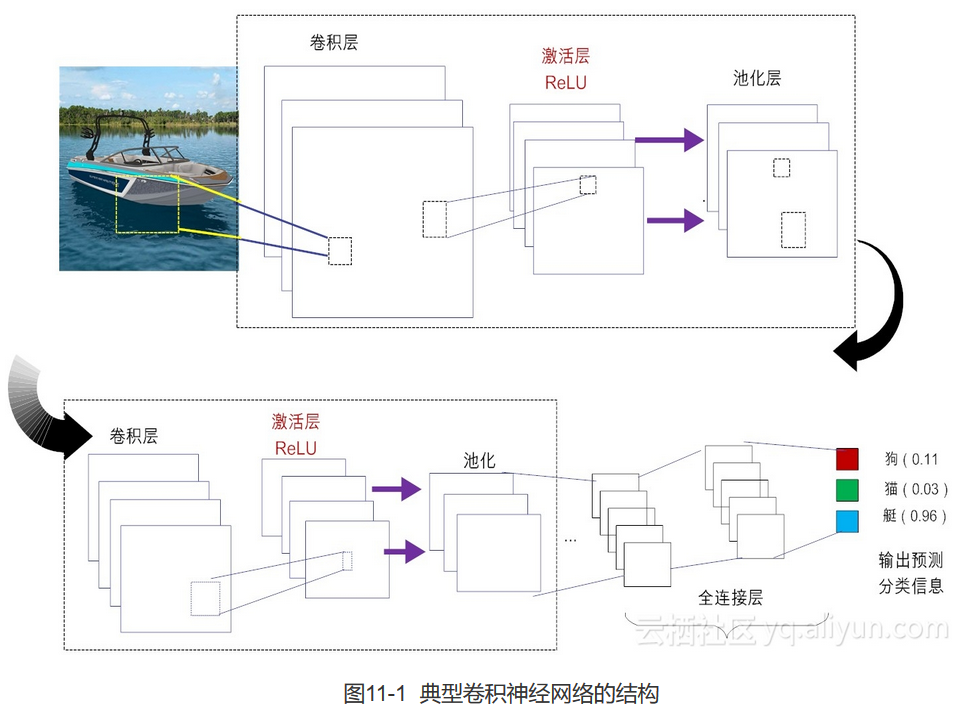 卷积层
激活层
ReLU
池化层
卷积层
激活层
ReLU
池化
...
狗 ( 0.11
猫 ( 0.03 )
艇 ( 0.96 )
输出预测
分类信息
全连接层
云栖社区 yq.aliyun.com
图11-1 典型卷积神经网络的结构